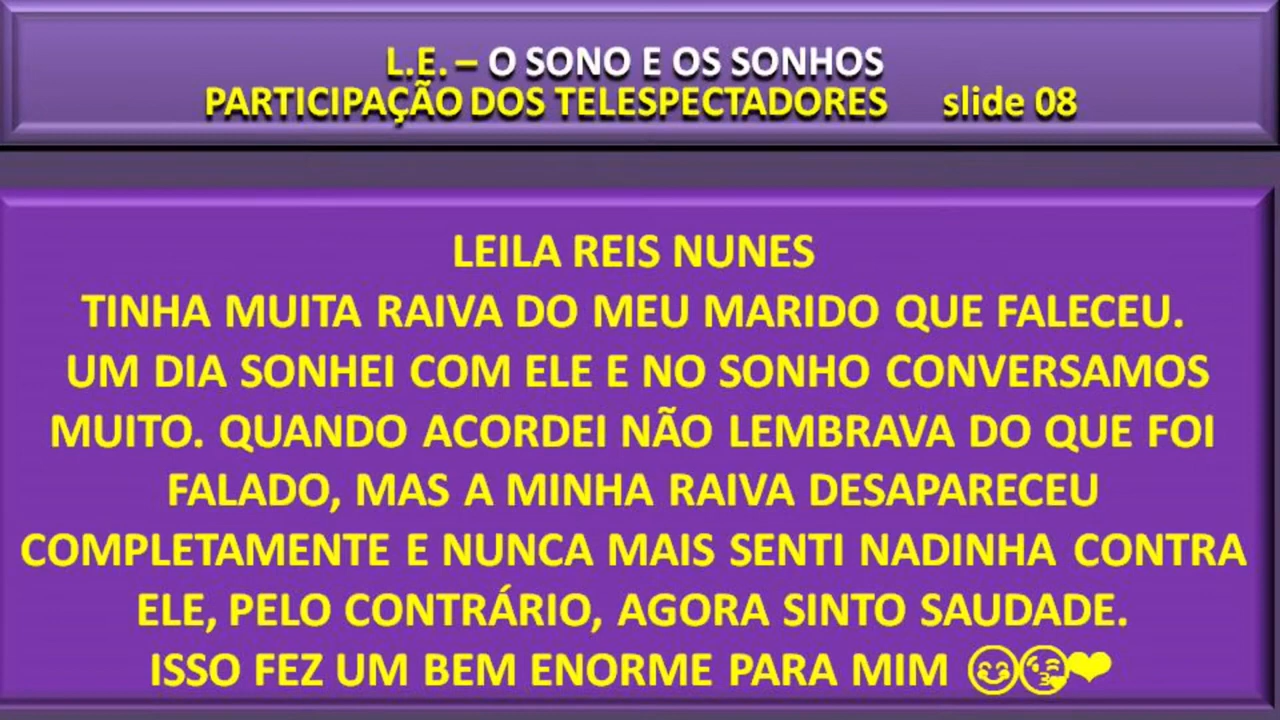 L.E. – O SONO E OS SONHOS
PARTICIPAÇÃO DOS TELESPECTADORES slide 08
LEILA REIS NUNES
TINHA MUITA RAIVA DO MEU MARIDO QUE FALECEU.
UM DIA SONHEI COM ELE E NO SONHO CONVERSAMOS
MUITO. QUANDO ACORDEI NÃO LEMBRAVA DO QUE FOI
FALADO, MAS A MINHA RAIVA DESAPARECEU
COMPLETAMENTE E NUNCA MAIS SENTI NADINHA CONTRA
ELE, PELO CONTRÁRIO, AGORA SINTO SAUDADE.
ISSO FEZ UM BEM ENORME PARA MIM 😊😘❤